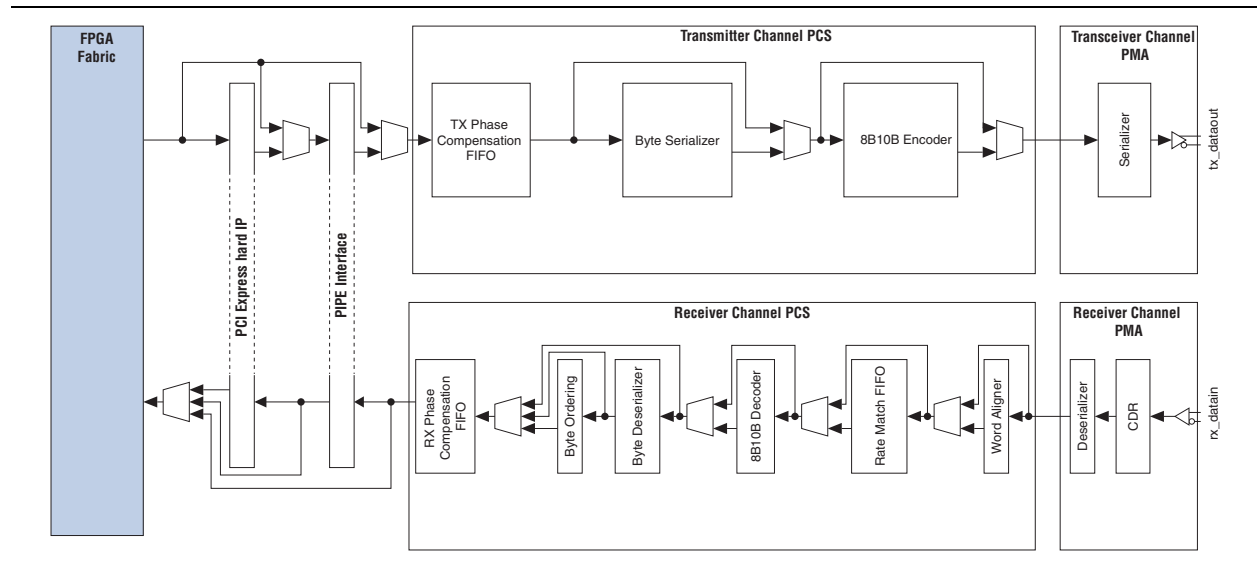 FPGA
Fabric
Transmitter Channel PCS
Transceiver Channel
PMA
TX Phase
Compensation
FIFO
Byte Serializer
8B10B Encoder
Serializer
tx_dataout
PCI Express hard IP
PIPE Interface
Receiver Channel PCS
Receiver Channel
PMA
RX Phase
Compensation
FIFO
Byte Ordering
Byte Deserializer
8B10B Decoder
Rate Match FIFO
Word Aligner
Deserializer
CDR
rx_datain